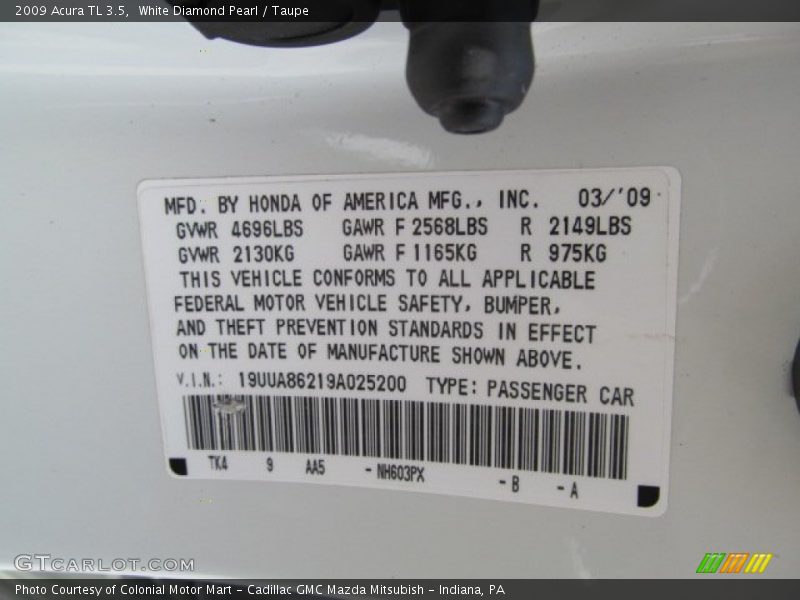 2009 Acura TL 3.5,  White Diamond Pearl / Taupe
MFD. BY HONDA OF AMERICA MFG., INC. 03/'09
GVWR 4696LBS GAWR F 2568LBS R 2149LBS
GVWR 2130KG GAWR F 1165KG R 975KG
THIS VEHICLE CONFORMS TO ALL APPLICABLE
FEDERAL MOTOR VEHICLE SAFETY, BUMPER,
AND THEFT PREVENTION STANDARDS IN EFFECT
ON THE DATE OF MANUFACTURE SHOWN ABOVE.
V.I.N.: 19UUA86219A025200 TYPE: PASSENGER CAR
TK4 9 AA5 - NH603PX - B - A
GTCarLot.com
Photo Courtesy of Colonial Motor Mart - Cadillac GMC Mazda Mitsubish - Indiana, PA